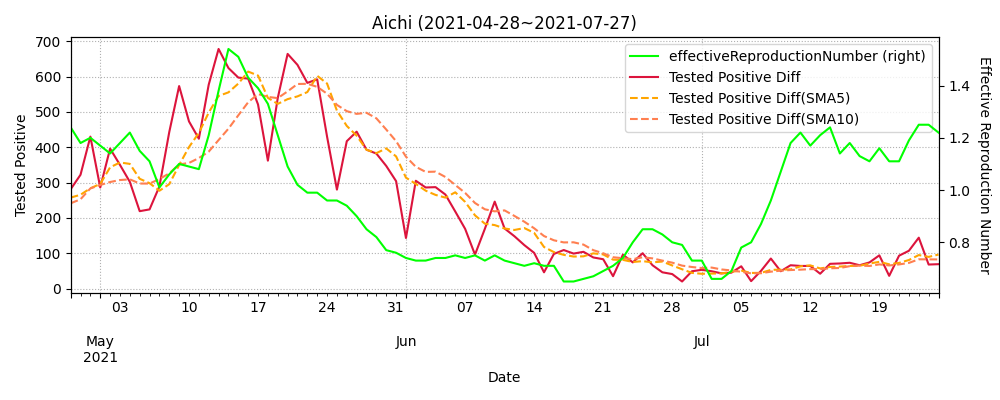 Aichi (2021-04-28~2021-07-27)
effectiveReproductionNumber (right)
Tested Positive Diff
Tested Positive Diff(SMA5)
Tested Positive Diff(SMA10)
Tested Positive
700
600
500
400
300
200
100
0
Effective Reproduction Number
1.4
1.2
1.0
0.8
03 10 17 24 31 07 14 21 28 05 12 19
May Jun Jul
2021
Date